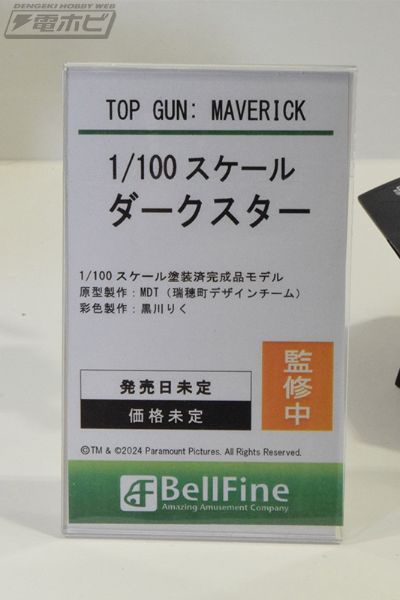 DENGEKI HOBBY WEB
電ホビ
TOP GUN: MAVERICK
1/100 スケール
ダークスター
1/100 スケール塗装済完成品モデル
原型製作：MDT（瑞穂町デザインチーム）
彩色製作：黒川りく
監修中
発売日未定
価格未定
©TM & ©2024 Paramount Pictures. All Rights Reserved.
BellFine
Amazing Amusement Company